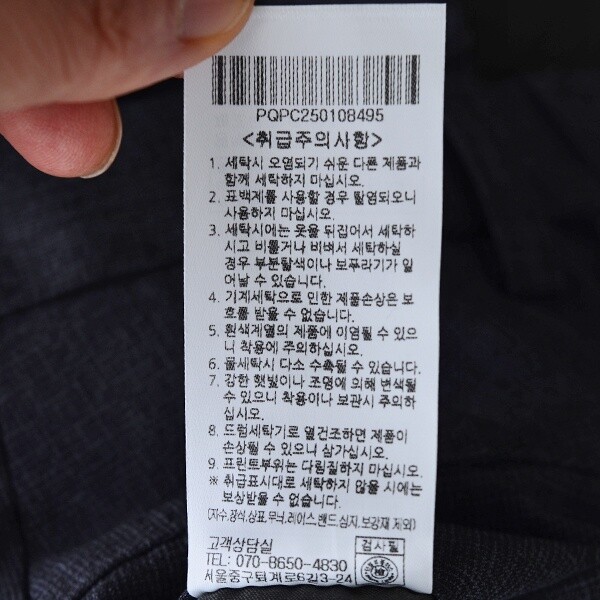 PQPC250108495
<취급주의사항>
1. 세탁시 오염되기 쉬운 다른 제품과
함께 세탁하지 마십시오.
2. 표백제를 사용할 경우 탈염되오니
사용하지 마십시오.
3. 세탁시에는 옷을 뒤집어서 세탁하
시고 비틀거나 비벼서 세탁하실
경우 부분탈색이나 보푸라기가 일
어날 수 있습니다.
4. 기계세탁으로 인한 제품손상은 보
호를 받을 수 없습니다.
5. 흰색계열의 제품에 이염될 수 있으
니 착용에 주의하십시오.
6. 물세탁시 다소 수축될 수 있습니다.
7. 강한 햇빛이나 조명에 의해 변색될
수 있으니 착용이나 보관시 주의하
십시오.
8. 드럼세탁기로 열건조하면 제품이
손상될 수 있으니 삼가십시오.
9. 프린트부위는 다림질하지 마십시오.
※ 취급표시대로 세탁하지 않을 시에는
보상받을 수 없습니다.
(자수,장식,상표,무늬,레이스,밴드,심지,보강재 제외)
고객상담실
검사필
TEL: 070-8650-4830
서울중구퇴계로6길3-24